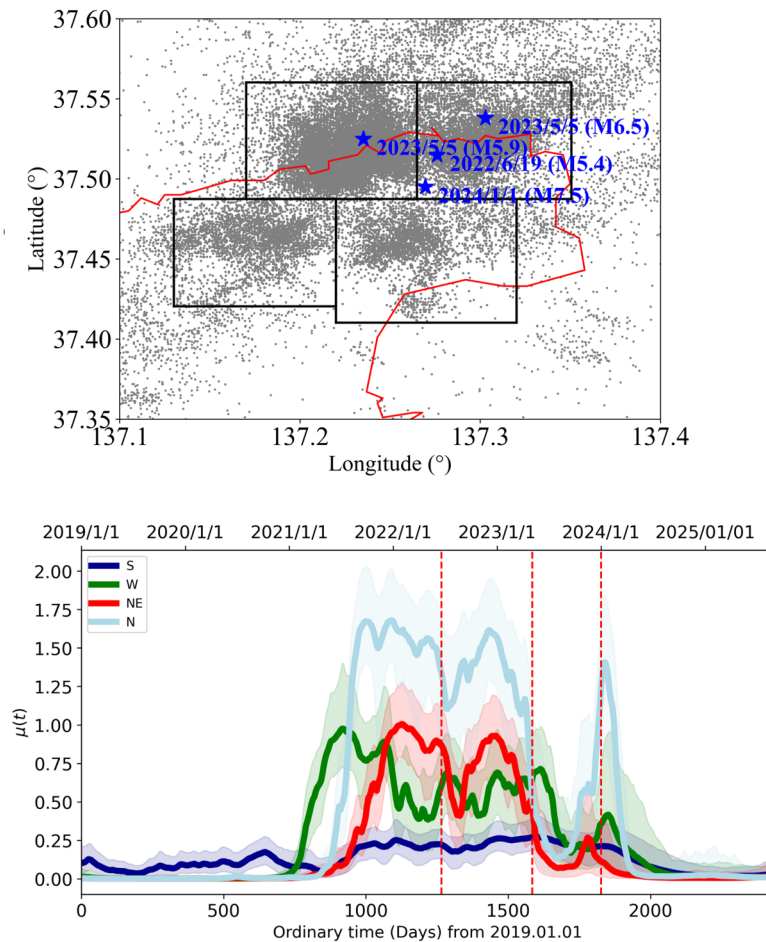 37.60
37.55
37.50
37.45
37.40
37.35
Latitude (°)
2023/5/5 (M6.5)
2023/5/5 (M5.9)
2022/6/19 (M5.4)
2024/1/1 (M7.5)
137.1 137.2 137.3 137.4
Longitude (°)
2019/1/1 2020/1/1 2021/1/1 2022/1/1 2023/1/1 2024/1/1 2025/01/01
S
W
NE
N
2.00
1.75
1.50
1.25
1.00
0.75
0.50
0.25
0.00
μ(t)
0 500 1000 1500 2000
Ordinary time (Days) from 2019.01.01